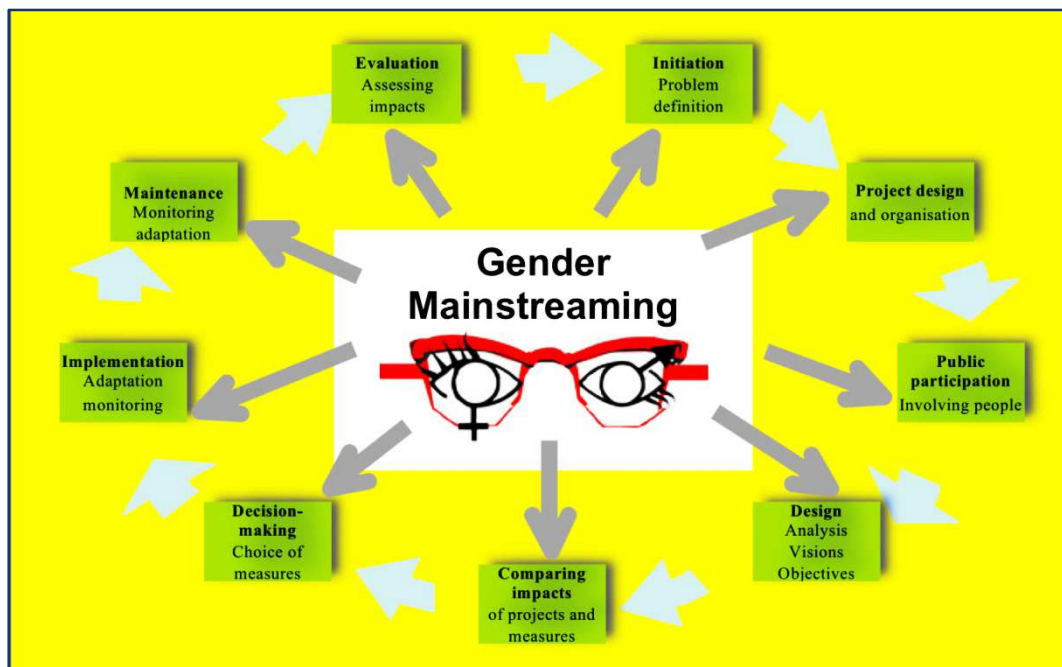 Gender
Mainstreaming
Initiation
Problem
definition
Project design
and organisation
Public
participation
Involving people
Design
Analysis
Visions
Objectives
Comparing
impacts
of projects and
measures
Decision-
making
Choice of
measures
Implementation
Adaptation
monitoring
Maintenance
Monitoring
adaptation
Evaluation
Assessing
impacts